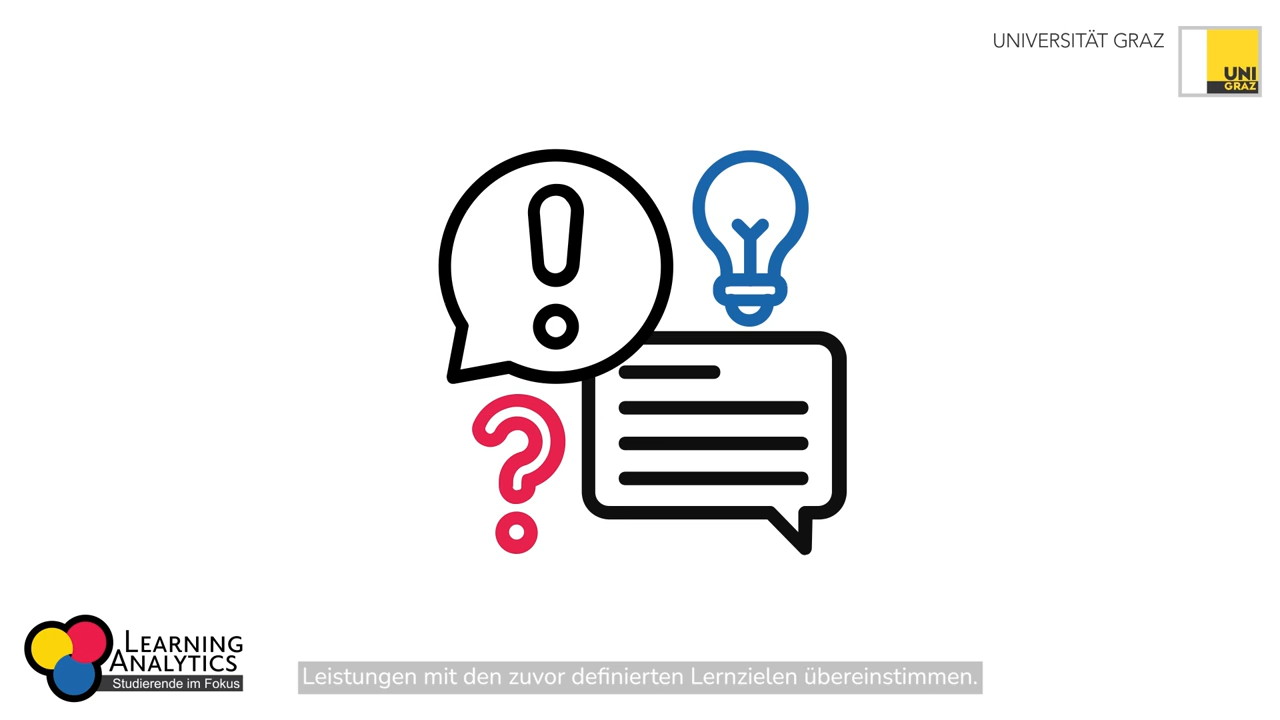 UNIVERSITÄT GRAZ
UNI
GRAZ
LEARNING
ANALYTICS
Studierende im Fokus
Leistungen mit den zuvor definierten Lernzielen übereinstimmen.